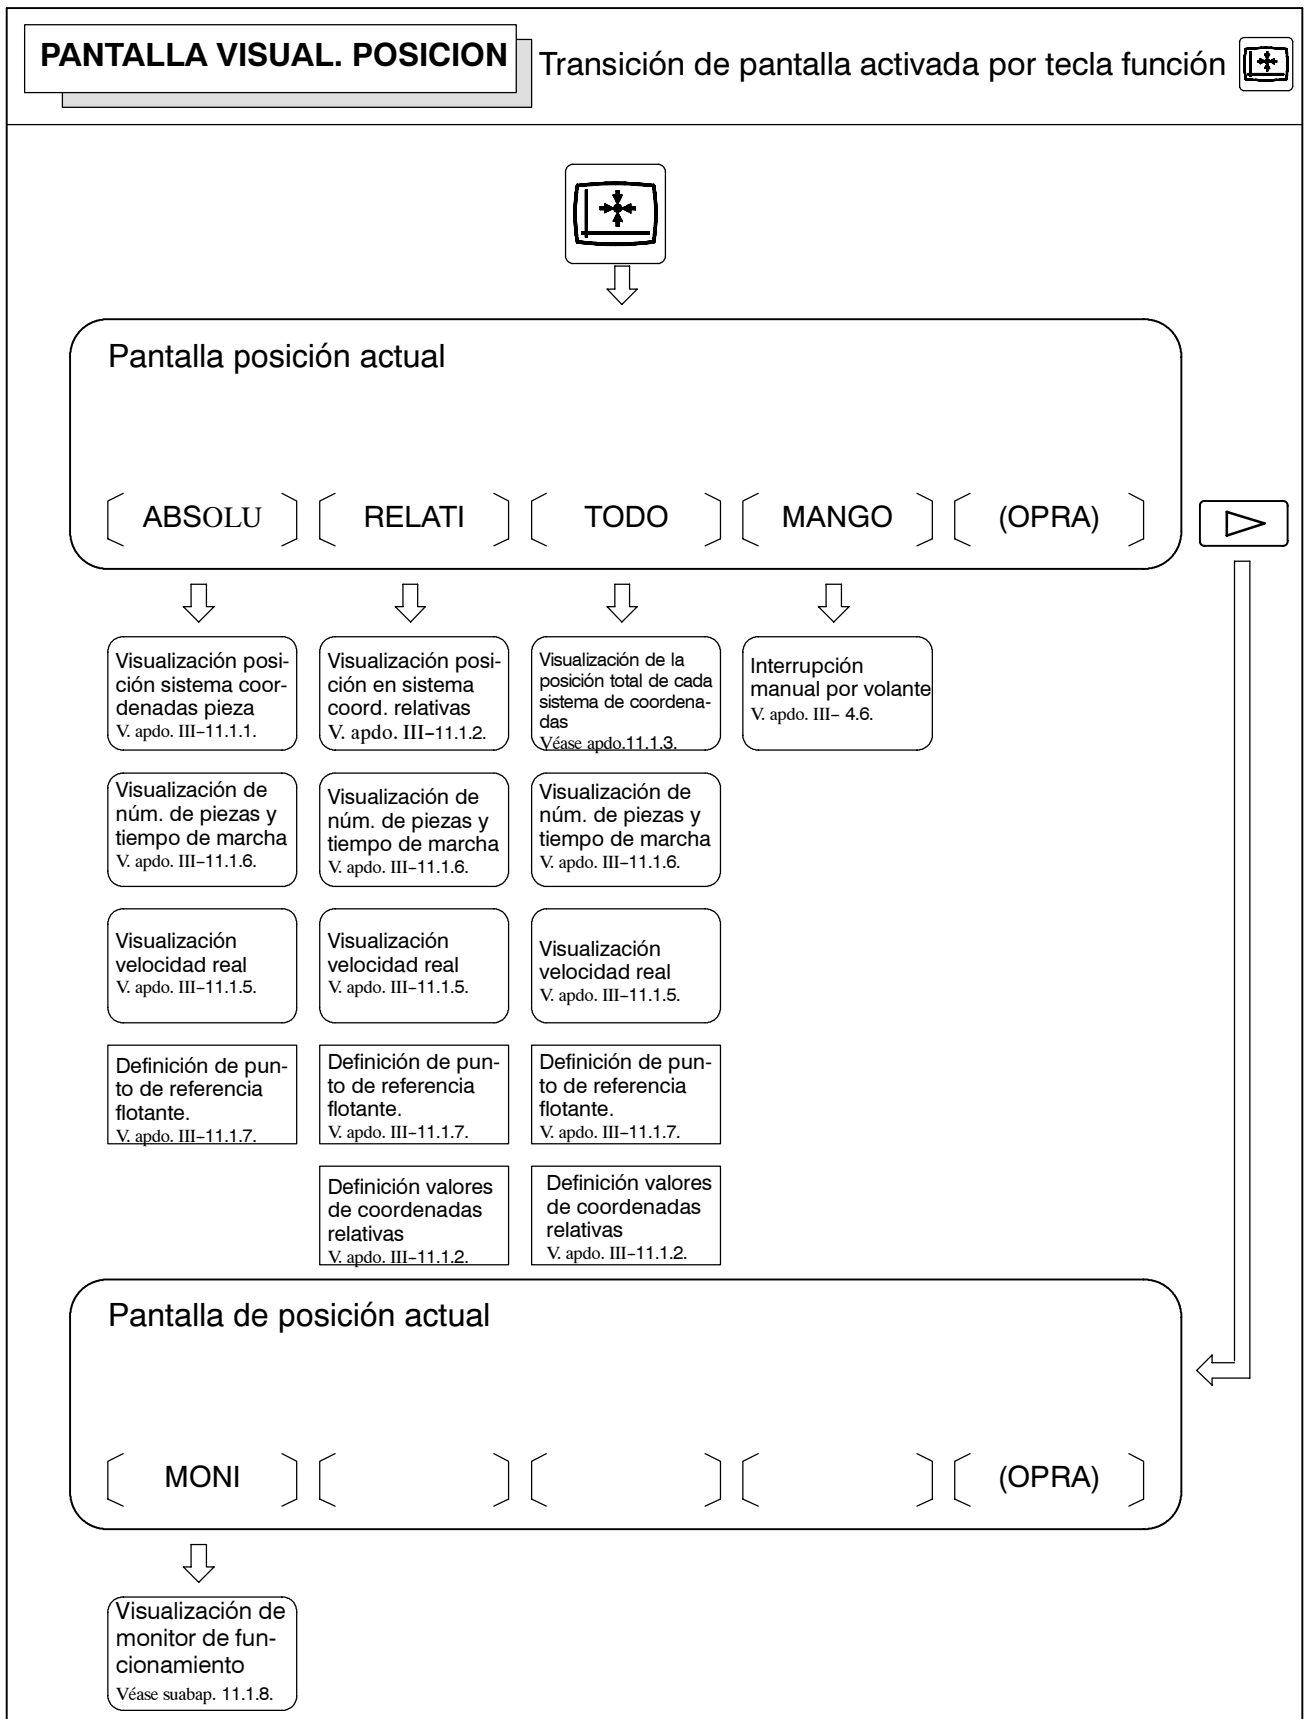 PANTALLA VISUAL. POSICION
Transición de pantalla activada por tecla función
Pantalla posición actual
ABSOLU
RELATI
TODO
MANGO
(OPRA)
Visualización posi-
ción sistema coor-
denadas pieza
V. apdo. III-11.1.1.
Visualización posi-
ción en sistema
coord. relativas
V. apdo. III-11.1.2.
Visualización de la
posición total de cada
sistema de coordena-
das
Véase apdo.11.1.3.
Interrupción
manual por volante
V. apdo. III- 4.6.
Visualización de
núm. de piezas y
tiempo de marcha
V. apdo. III-11.1.6.
Visualización de
núm. de piezas y
tiempo de marcha
V. apdo. III-11.1.6.
Visualización de
núm. de piezas y
tiempo de marcha
V. apdo. III-11.1.6.
Visualización
velocidad real
V. apdo. III-11.1.5.
Visualización
velocidad real
V. apdo. III-11.1.5.
Visualización
velocidad real
V. apdo. III-11.1.5.
Definición de pun-
to de referencia
flotante.
V. apdo. III-11.1.7.
Definición de pun-
to de referencia
flotante.
V. apdo. III-11.1.7.
Definición de pun-
to de referencia
flotante.
V. apdo. III-11.1.7.
Definición valores
de coordenadas
relativas
V. apdo. III-11.1.2.
Definición valores
de coordenadas
relativas
V. apdo. III-11.1.2.
Pantalla de posición actual
MONI
(OPRA)
Visualización de
monitor de fun-
cionamiento
Véase suabap. 11.1.8.